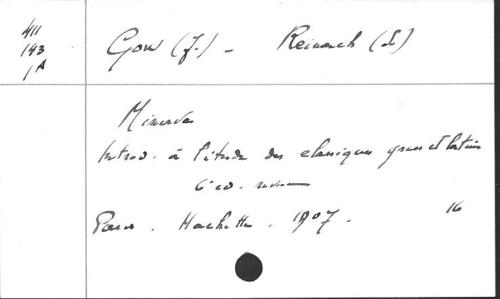 411
143
1A
Gow (J.) - Reinach (S.)
Minerva
Introd. à l'étude des classiques grecs et latins
6e éd. revue
Paris. Hachette. 1907. 16